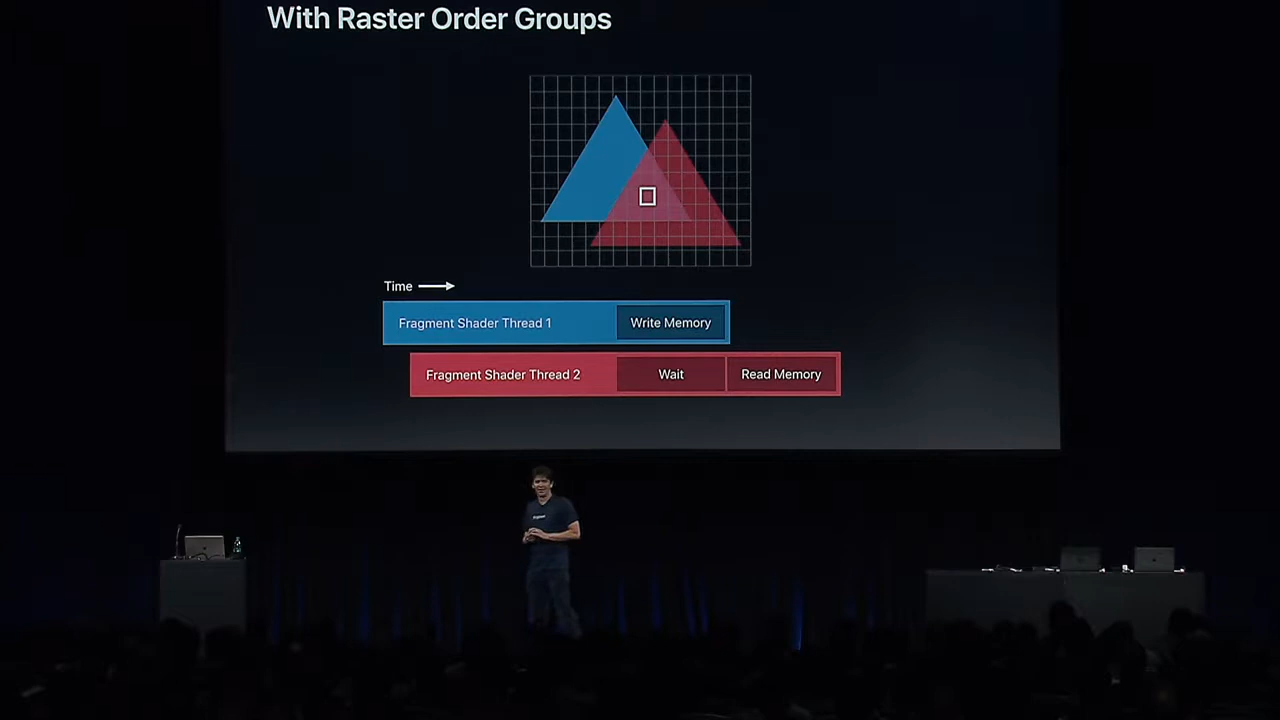 With Raster Order Groups
Time
Fragment Shader Thread 1
Write Memory
Fragment Shader Thread 2
Wait
Read Memory